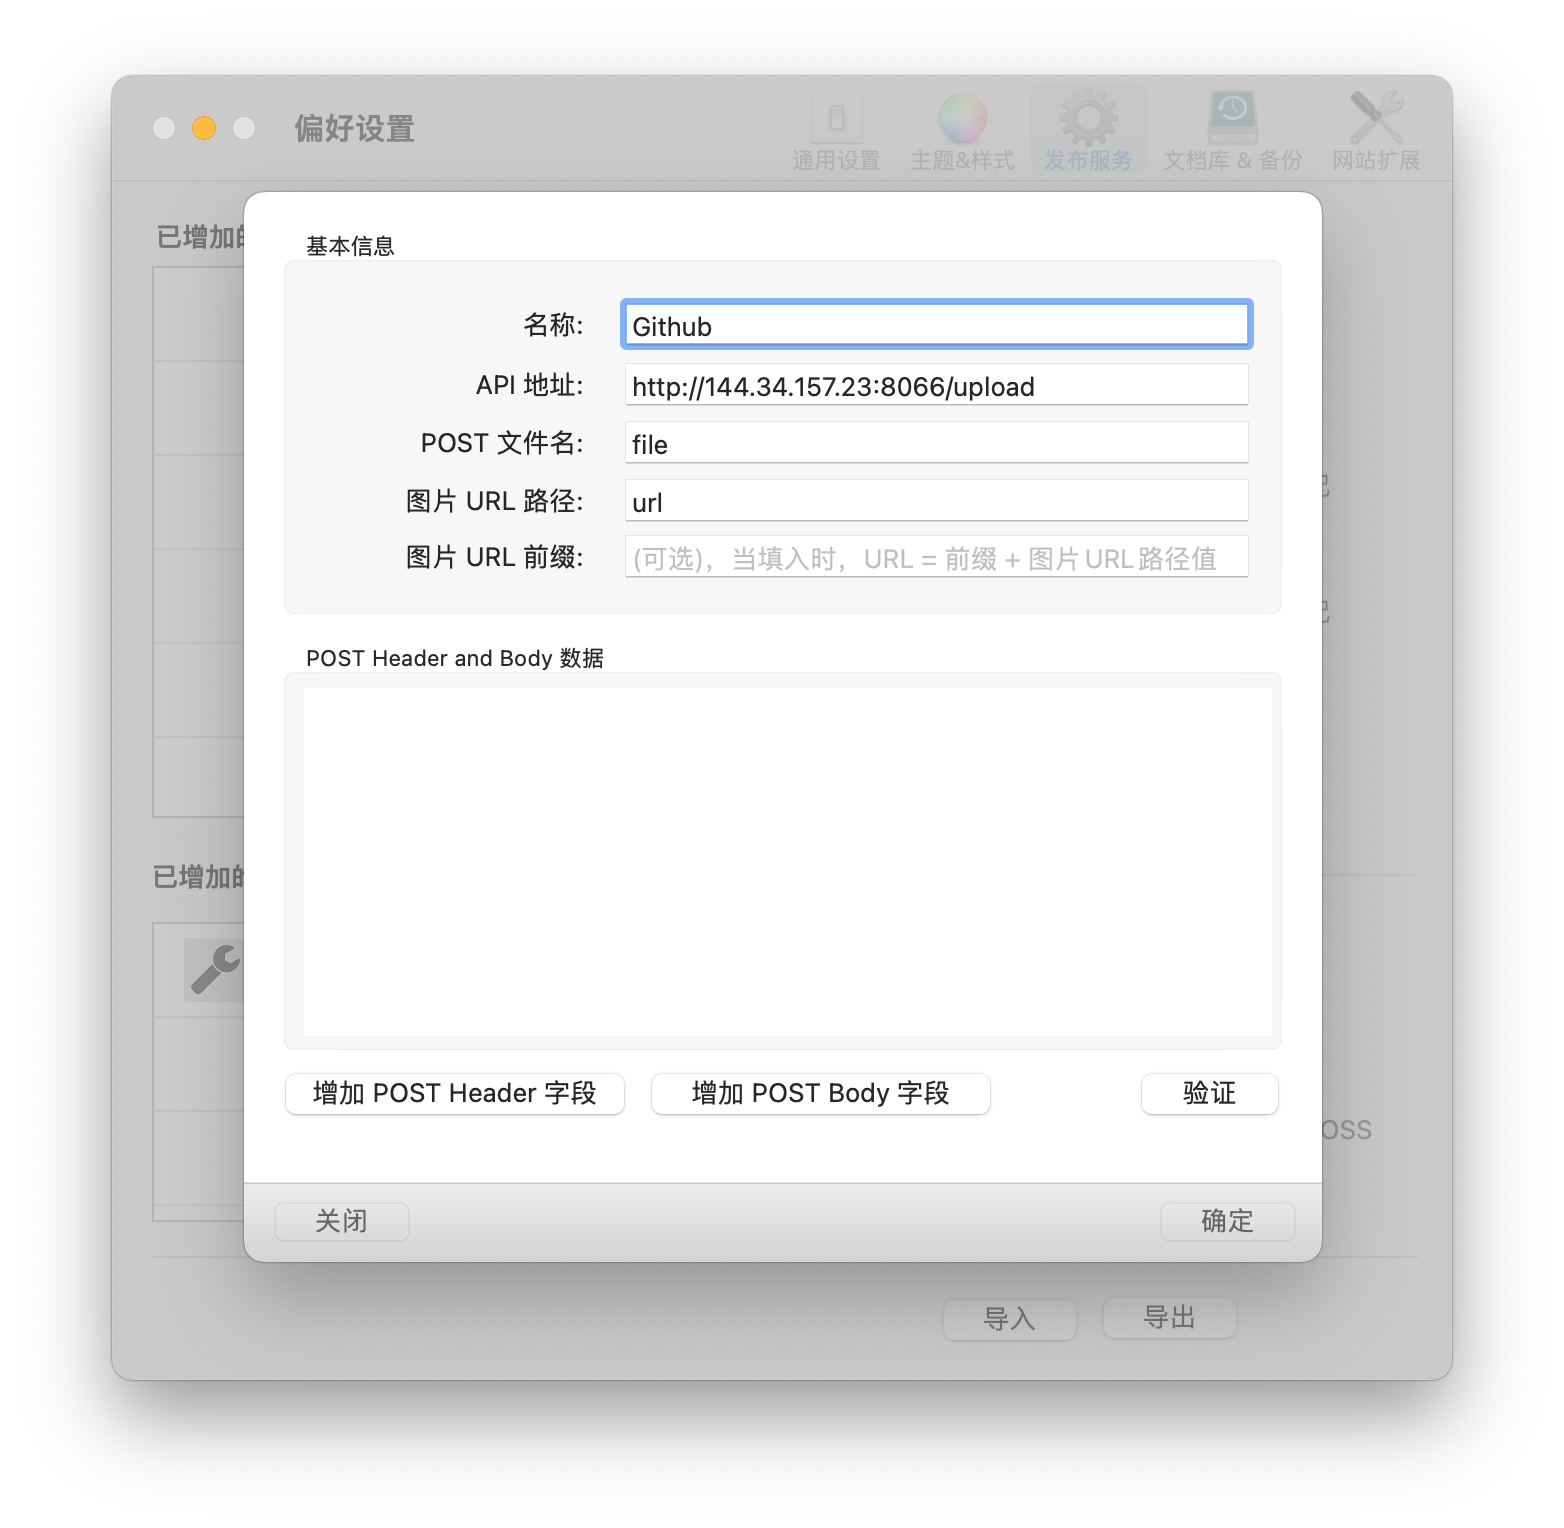 偏好设置
通用设置
主题&样式
发布服务
文档库 & 备份
网站扩展
已增加的
基本信息
名称:
Github
API 地址:
http://144.34.157.23:8066/upload
POST 文件名:
file
图片 URL 路径:
url
图片 URL 前缀:
(可选)，当填入时，URL = 前缀 + 图片URL路径值
POST Header and Body 数据
已增加的
OSS
增加 POST Header 字段
增加 POST Body 字段
验证
关闭
确定
导入
导出